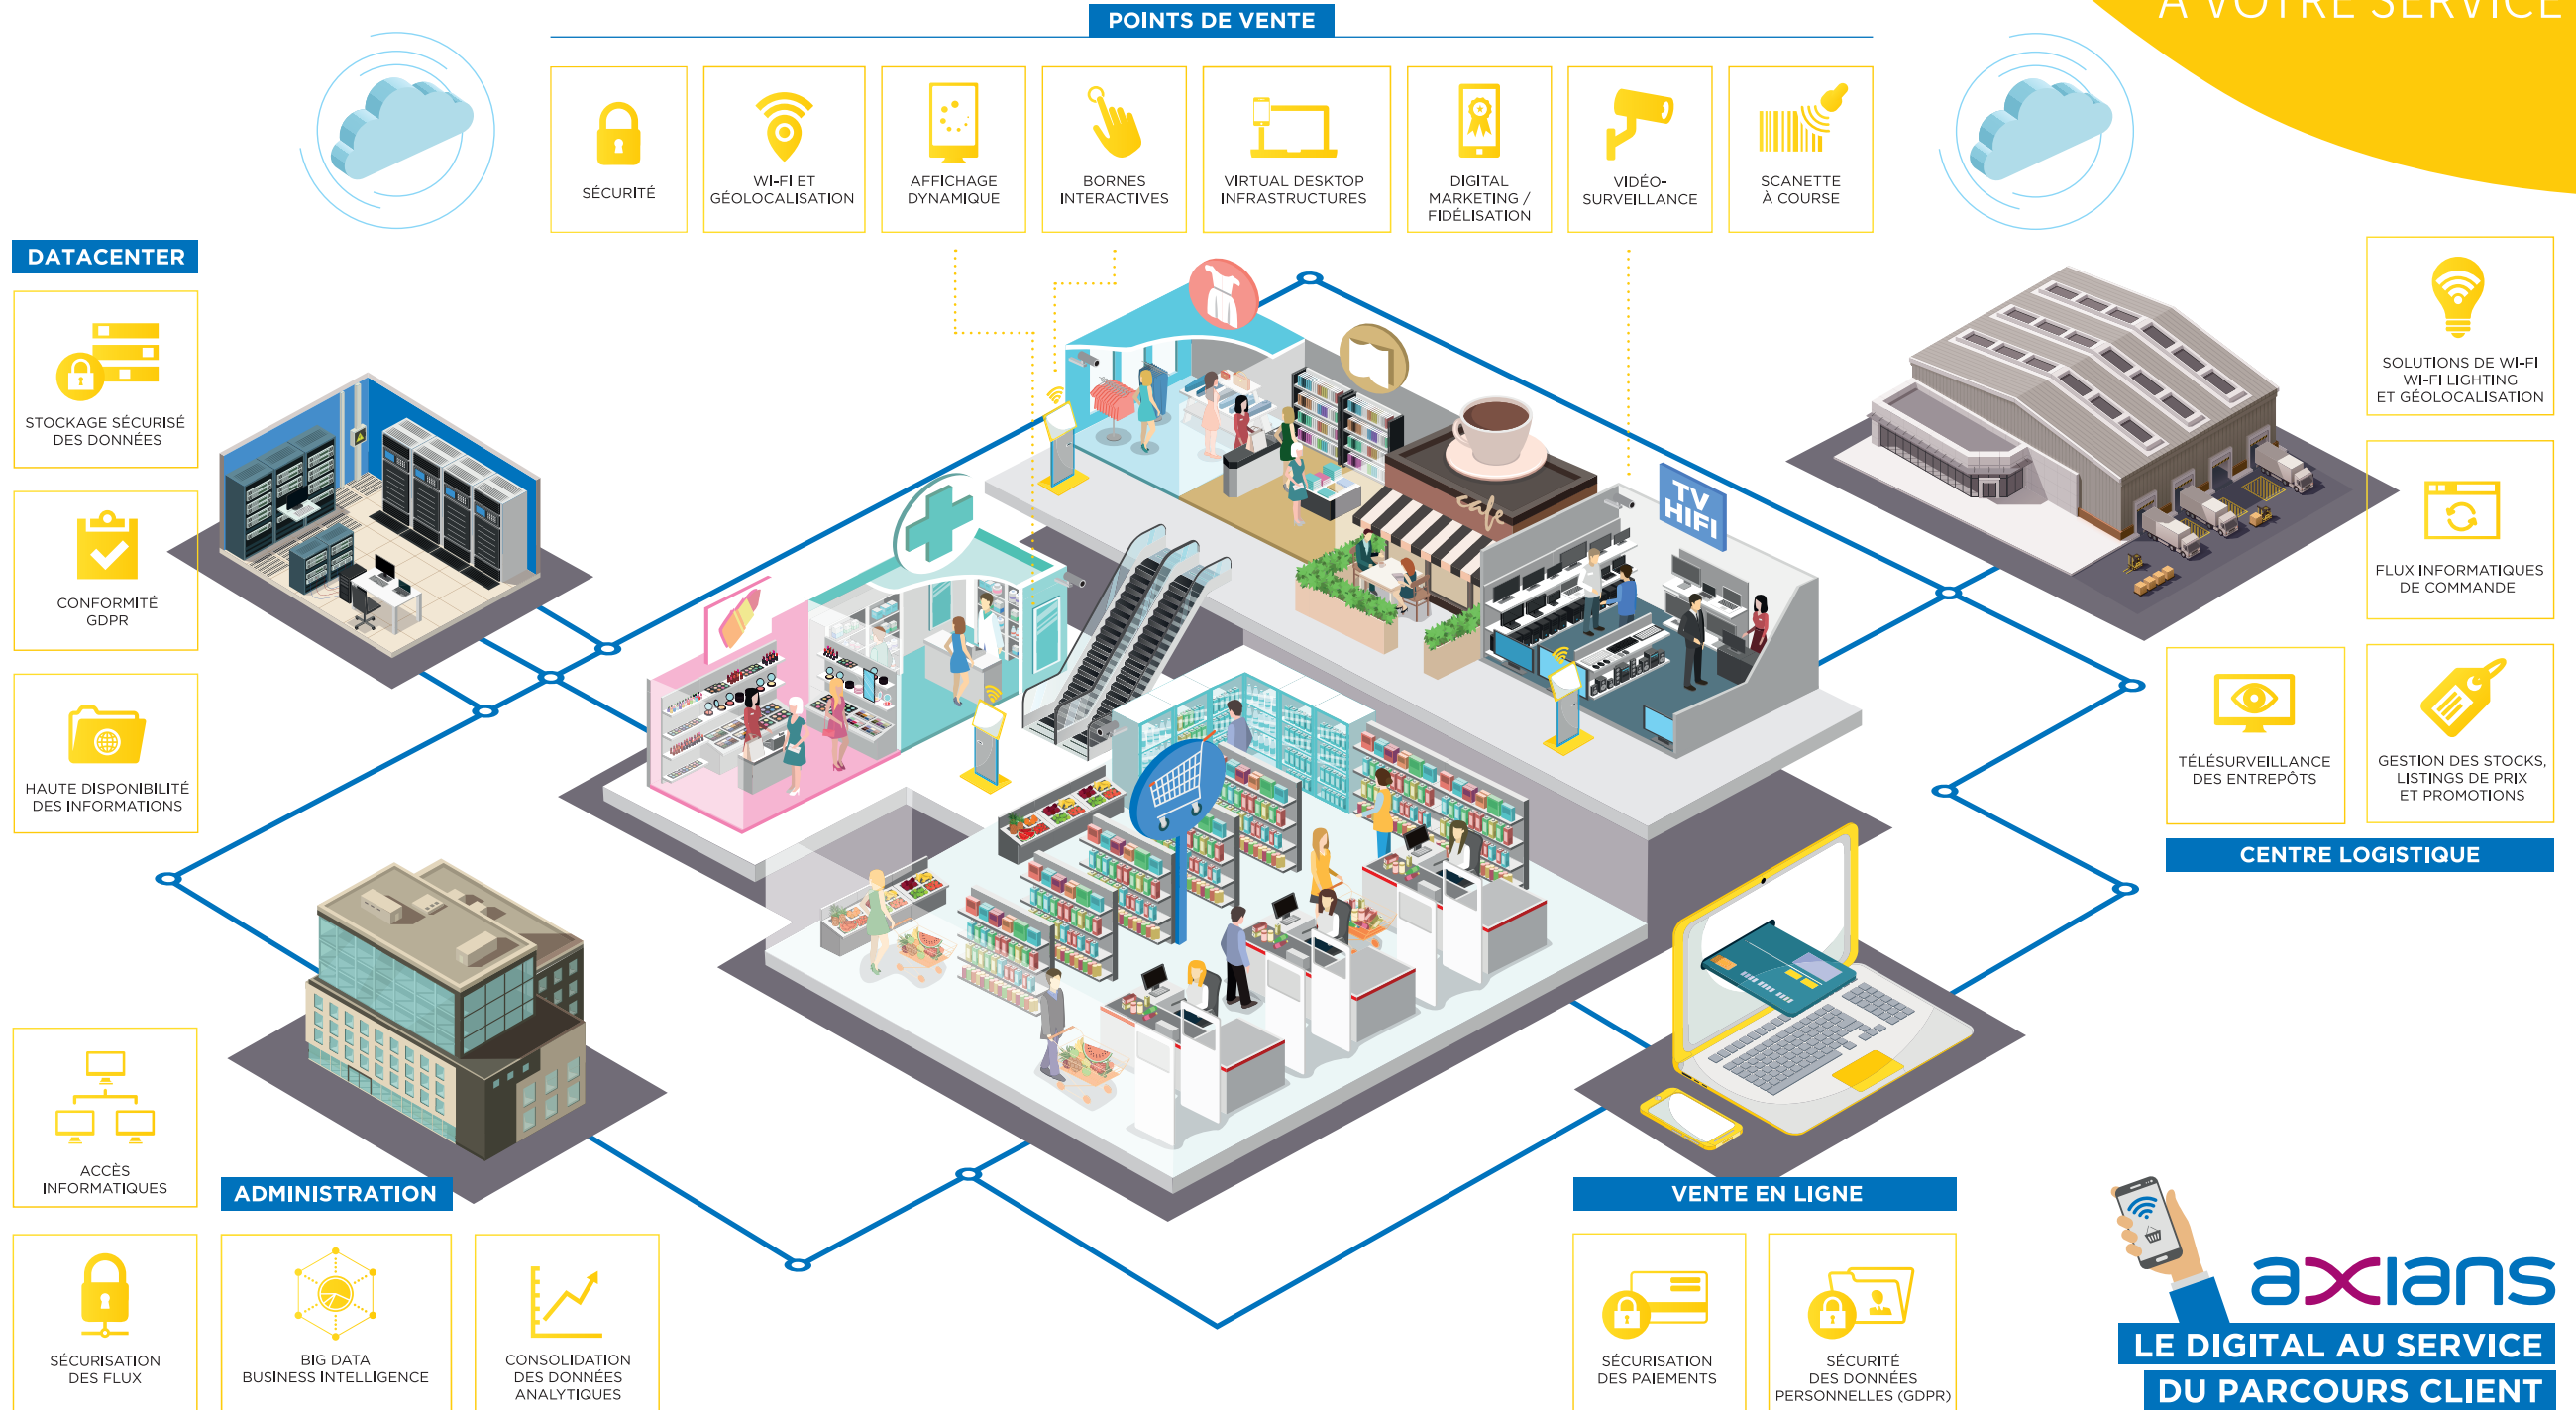 À VOTRE SERVICE
POINTS DE VENTE
SÉCURITÉ
WI-FI ET
GÉOLOCALISATION
AFFICHAGE
DYNAMIQUE
BORNES
INTERACTIVES
VIRTUAL DESKTOP
INFRASTRUCTURES
DIGITAL
MARKETING /
FIDÉLISATION
VIDÉO-
SURVEILLANCE
SCANETTE
À COURSE
DATACENTER
STOCKAGE SÉCURISÉ
DES DONNÉES
CONFORMITÉ
GDPR
HAUTE DISPONIBILITÉ
DES INFORMATIONS
cafe
TV
HIFI
SOLUTIONS DE WI-FI
WI-FI LIGHTING
ET GÉOLOCALISATION
FLUX INFORMATIQUES
DE COMMANDE
TÉLÉSURVEILLANCE
DES ENTREPÔTS
GESTION DES STOCKS,
LISTINGS DE PRIX
ET PROMOTIONS
CENTRE LOGISTIQUE
ACCÈS
INFORMATIQUES
ADMINISTRATION
SÉCURISATION
DES FLUX
BIG DATA
BUSINESS INTELLIGENCE
CONSOLIDATION
DES DONNÉES
ANALYTIQUES
VENTE EN LIGNE
SÉCURISATION
DES PAIEMENTS
SÉCURITÉ
DES DONNÉES
PERSONNELLES (GDPR)
axians
LE DIGITAL AU SERVICE
DU PARCOURS CLIENT